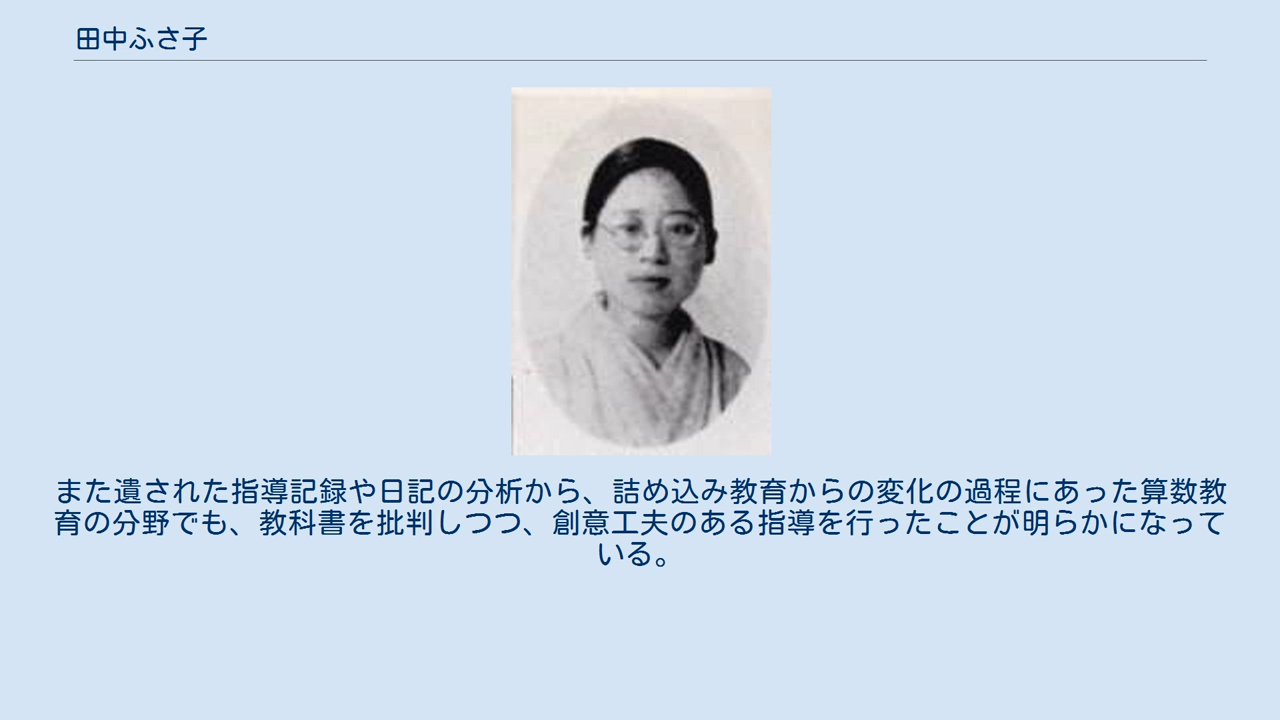 田中ふさ子
また遺された指導記録や日記の分析から、詰め込み教育からの変化の過程にあった算数教
育の分野でも、教科書を批判しつつ、創意工夫のある指導を行ったことが明らかになって
いる。